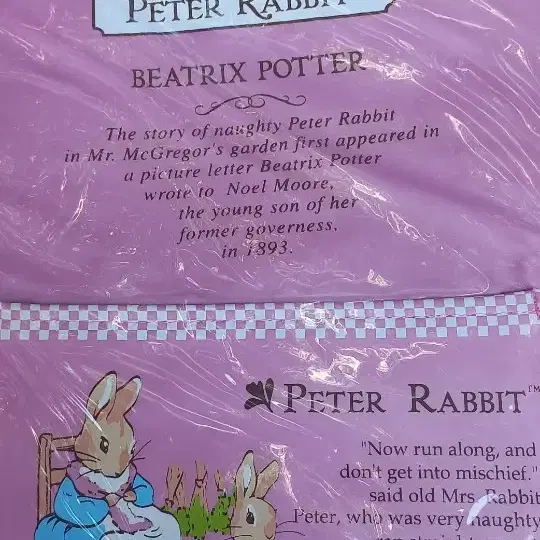 PETER RABBIT
BEATRIX POTTER
The story of naughty Peter Rabbit
in Mr. McGregor's garden first appeared in
a picture letter Beatrix Potter
wrote to Noel Moore,
the young son of her
former governess,
in 1893.
PETER RABBIT™
"Now run along, and
don't get into mischief."
said old Mrs. Rabbit
Peter, who was very naughty
ran straight